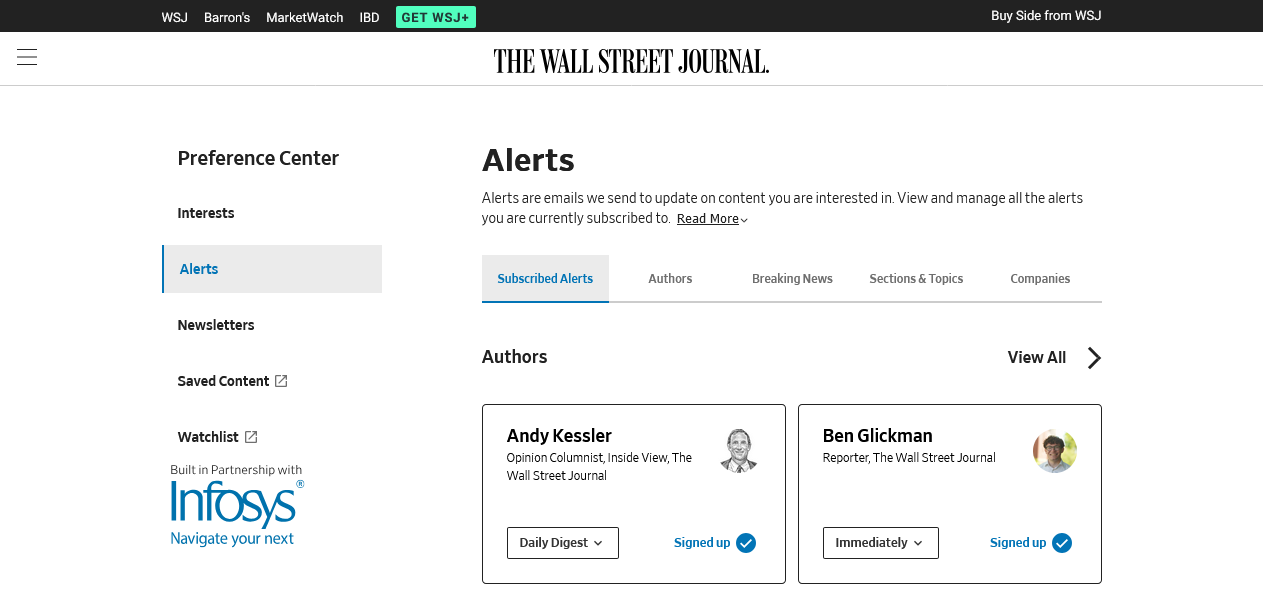 WSJ Barron's MarketWatch IBD GET WSJ+ Buy Side from WSJ
THE WALL STREET JOURNAL.
Preference Center
Interests
Alerts
Newsletters
Saved Content
Watchlist
Built in Partnership with
Infosys®
Navigate your next
Alerts
Alerts are emails we send to update on content you are interested in. View and manage all the alerts
you are currently subscribed to. Read More
Subscribed Alerts Authors Breaking News Sections & Topics Companies
Authors View All
Andy Kessler
Opinion Columnist, Inside View, The
Wall Street Journal
Daily Digest Signed up
Ben Glickman
Reporter, The Wall Street Journal
Immediately Signed up